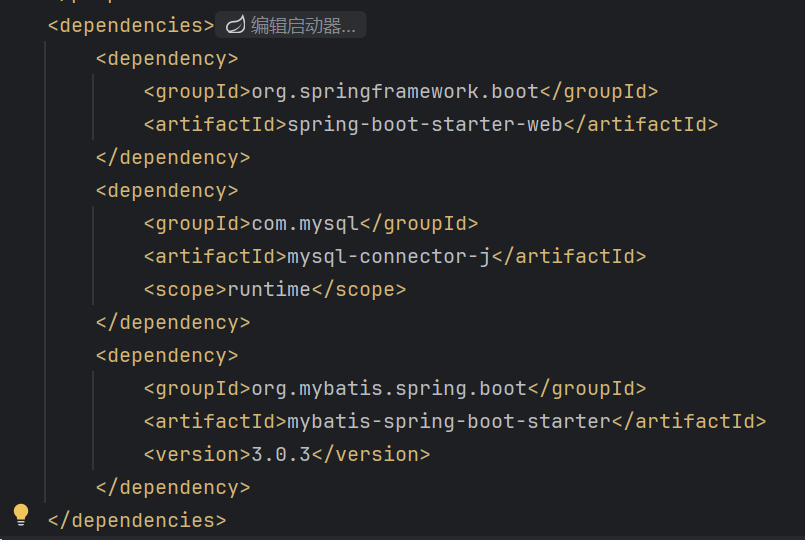 <dependencies> 编辑启动器...
<dependency>
<groupId>org.springframework.boot</groupId>
<artifactId>spring-boot-starter-web</artifactId>
</dependency>
<dependency>
<groupId>com.mysql</groupId>
<artifactId>mysql-connector-j</artifactId>
<scope>runtime</scope>
</dependency>
<dependency>
<groupId>org.mybatis.spring.boot</groupId>
<artifactId>mybatis-spring-boot-starter</artifactId>
<version>3.0.3</version>
</dependency>
</dependencies>